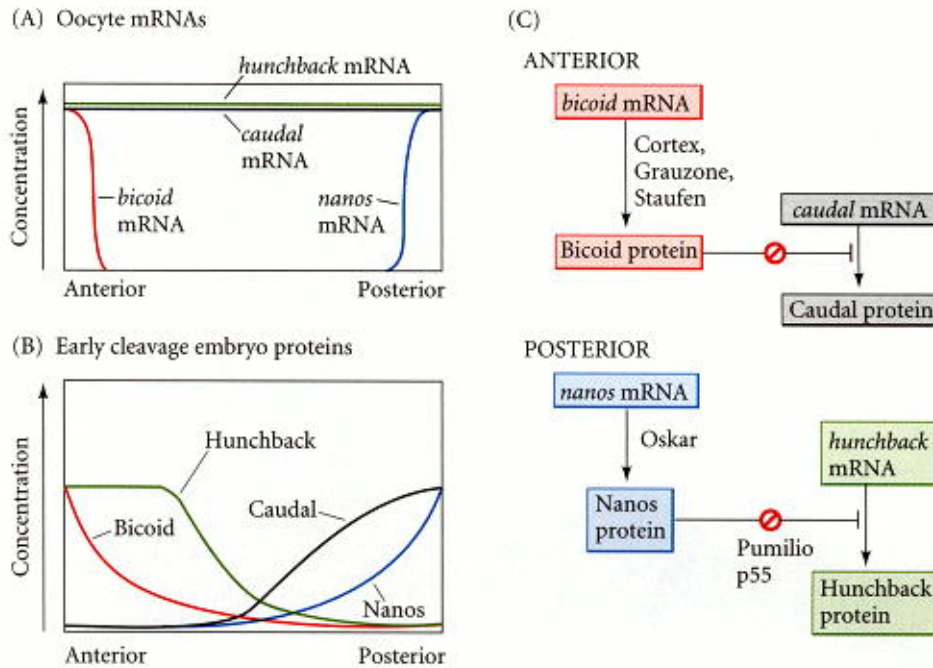 (A) Oocyte mRNAs
hunchback mRNA
Concentration
caudal
mRNA
bicoid
mRNA
nanos
mRNA
Anterior
Posterior
(B) Early cleavage embryo proteins
Concentration
Hunchback
Caudal
Bicoid
Nanos
Anterior
Posterior
(C)
ANTERIOR
bicoid mRNA
Cortex,
Grauzone,
Staufen
caudal mRNA
Bicoid protein
Caudal protein
POSTERIOR
nanos mRNA
Oskar
hunchback
mRNA
Nanos
protein
Pumilio
p55
Hunchback
protein